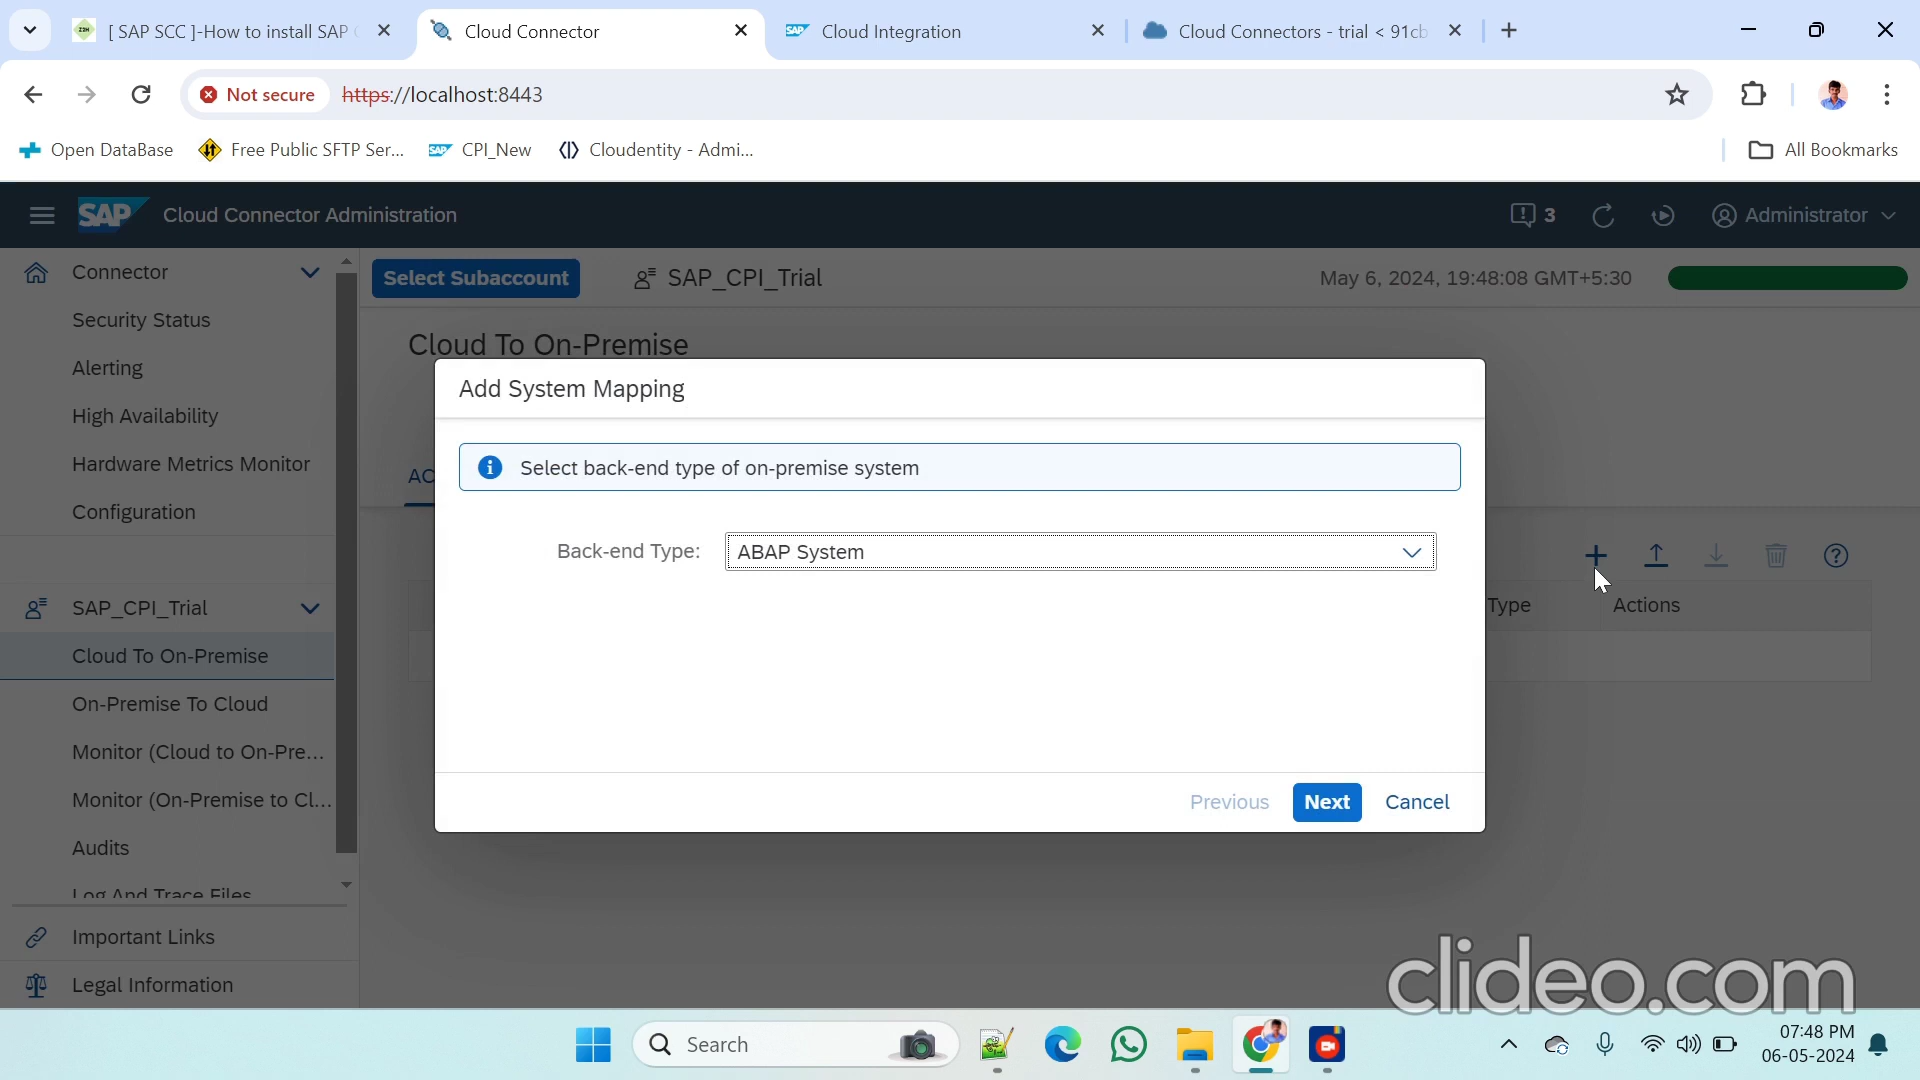 [ SAP SCC ]-How to install SAP
Cloud Connector
Cloud Integration
Cloud Connectors - trial < 91cb
Not secure
https://localhost:8443
Open DataBase
Free Public SFTP Ser...
SAP
CPI_New
Cloudentity - Admi...
All Bookmarks
SAP
Cloud Connector Administration
3
Administrator
Connector
Select Subaccount
SAP_CPI_Trial
May 6, 2024, 19:48:08 GMT+5:30
Security Status
Cloud To On-Premise
Alerting
Add System Mapping
High Availability
Hardware Metrics Monitor
AC
Select back-end type of on-premise system
Configuration
Back-end Type:
ABAP System
SAP_CPI_Trial
Type
Actions
Cloud To On-Premise
On-Premise To Cloud
Monitor (Cloud to On-Pre...
Monitor (On-Premise to Cl...
Previous
Next
Cancel
Audits
Log And Trace Files
Important Links
Legal Information
clideo.com
Search
07:48 PM
06-05-2024